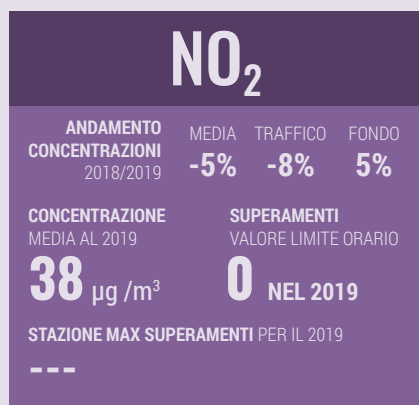 NO₂
ANDAMENTO CONCENTRAZIONI 2018/2019
MEDIA TRAFFICO FONDO
-5% -8% 5%
CONCENTRAZIONE
MEDIA AL 2019
38 µg /m³
SUPERAMENTI
VALORE LIMITE ORARIO
0 NEL 2019
STAZIONE MAX SUPERAMENTI PER IL 2019
---